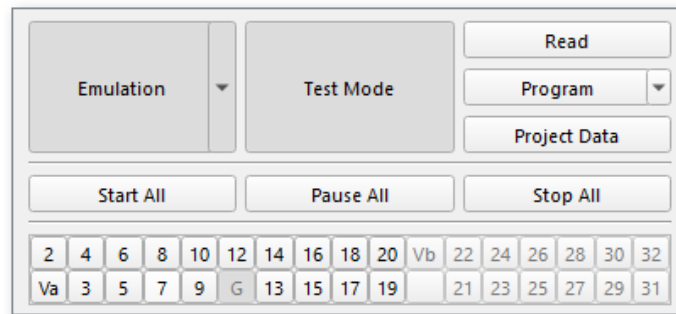 Read
Emulation Test Mode Program
Project Data
Start All Pause All Stop All
2 4 6 8 10 12 14 16 18 20 Vb 22 24 26 28 30 32
Va 3 5 7 9 G 13 15 17 19 21 23 25 27 29 31